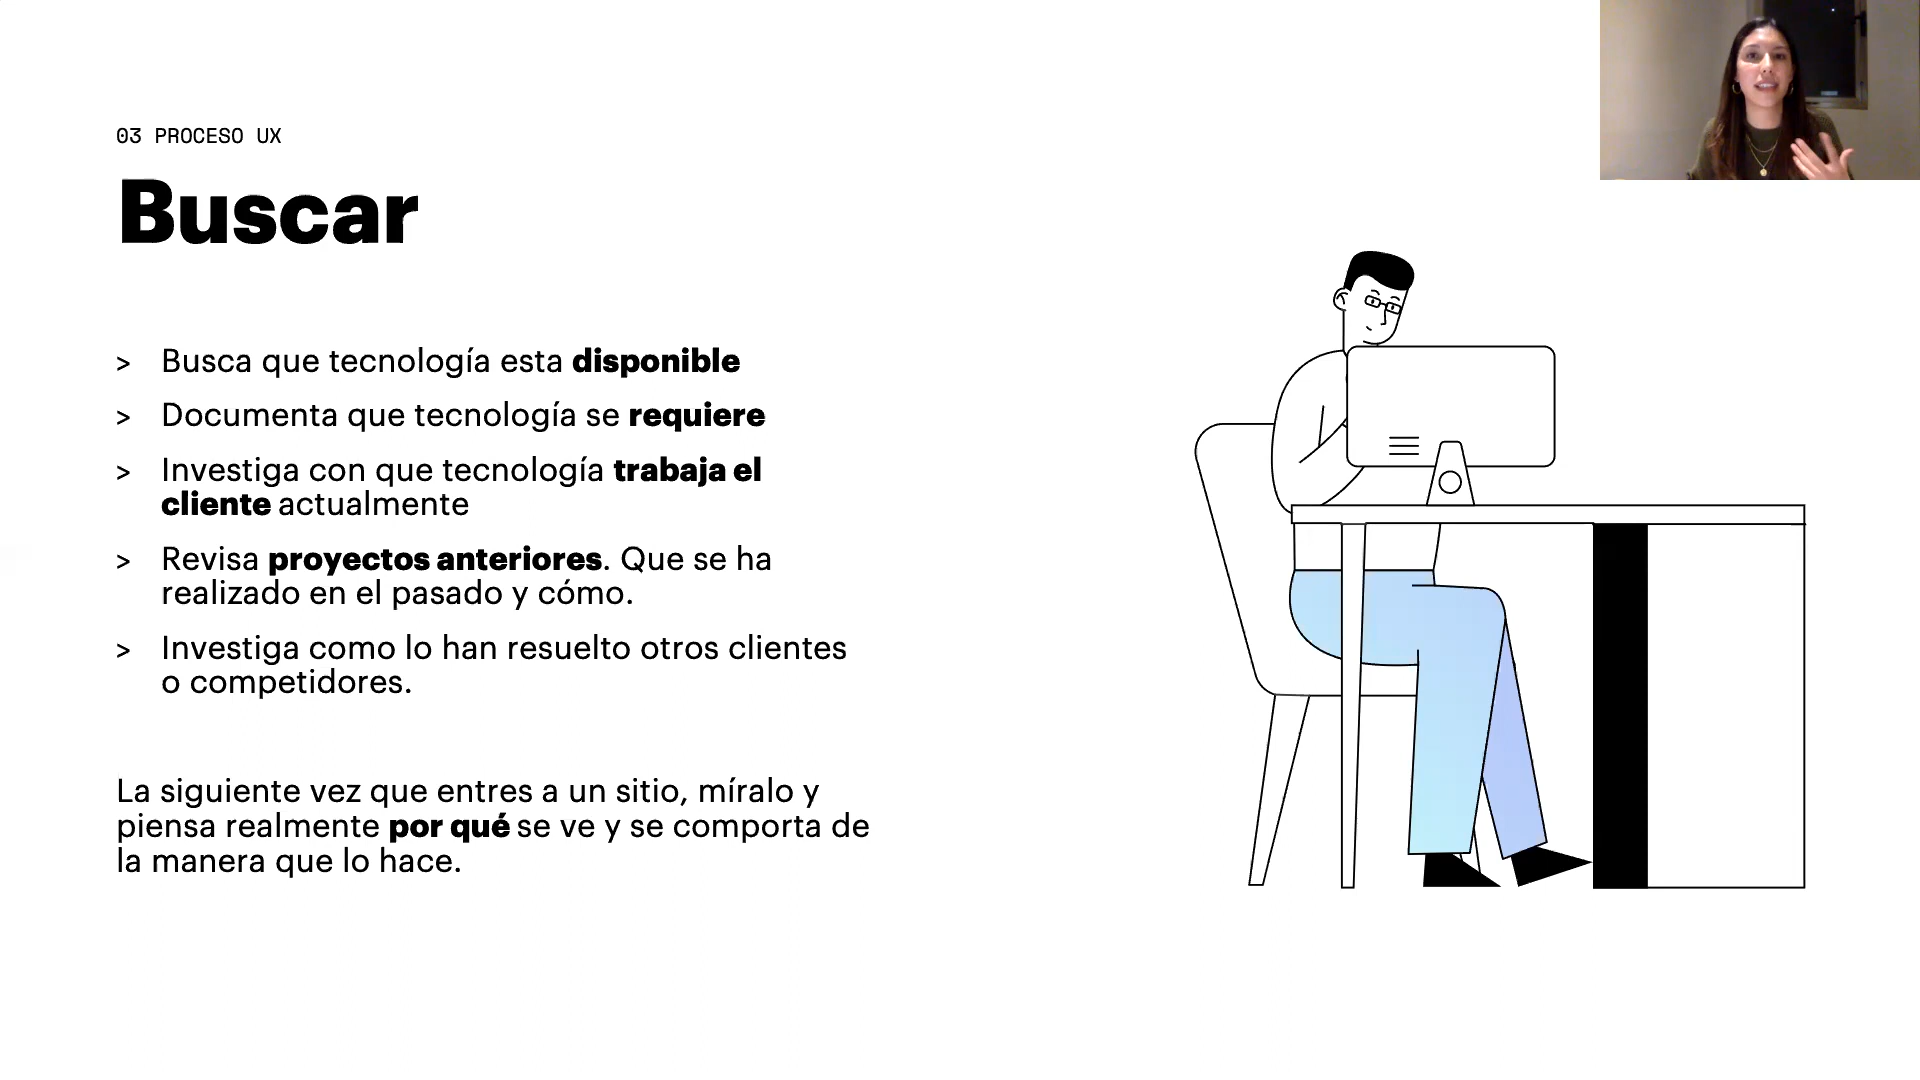 03 PROCESO UX
Buscar
> Busca que tecnología esta disponible
> Documenta que tecnología se requiere
> Investiga con que tecnología trabaja el
cliente actualmente
> Revisa proyectos anteriores. Que se ha
realizado en el pasado y cómo.
> Investiga como lo han resuelto otros clientes
o competidores.
La siguiente vez que entres a un sitio, míralo y
piensa realmente por qué se ve y se comporta de
la manera que lo hace.